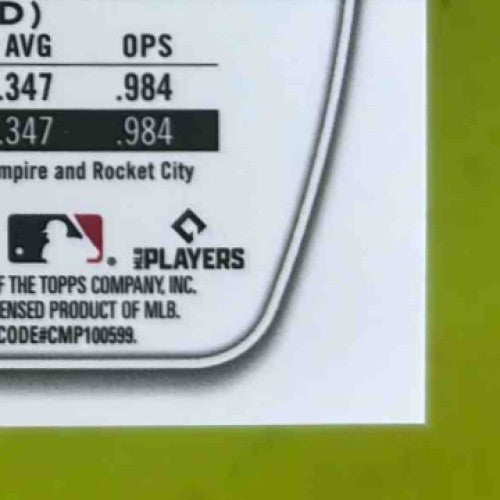 D)
AVG OPS
.347 .984
.347 .984
mpire and Rocket City
MLB PLAYERS
F THE TOPPS COMPANY, INC.
ENSED PRODUCT OF MLB.
CODE#CMP100599.